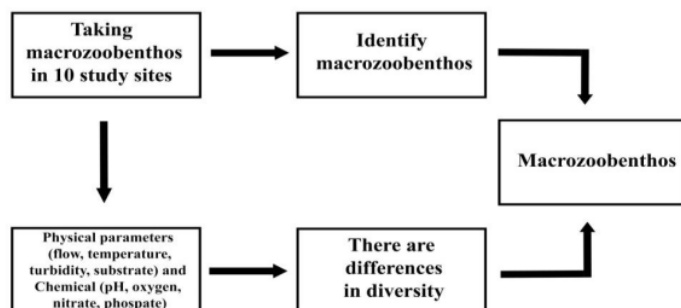 Taking
macrozoobenthos
in 10 study sites
Identify
macrozoobenthos
Macrozoobenthos
Physical parameters
(flow, temperature,
turbidity, substrate) and
Chemical (pH, oxygen,
nitrate, phospate)
There are
differences
in diversity